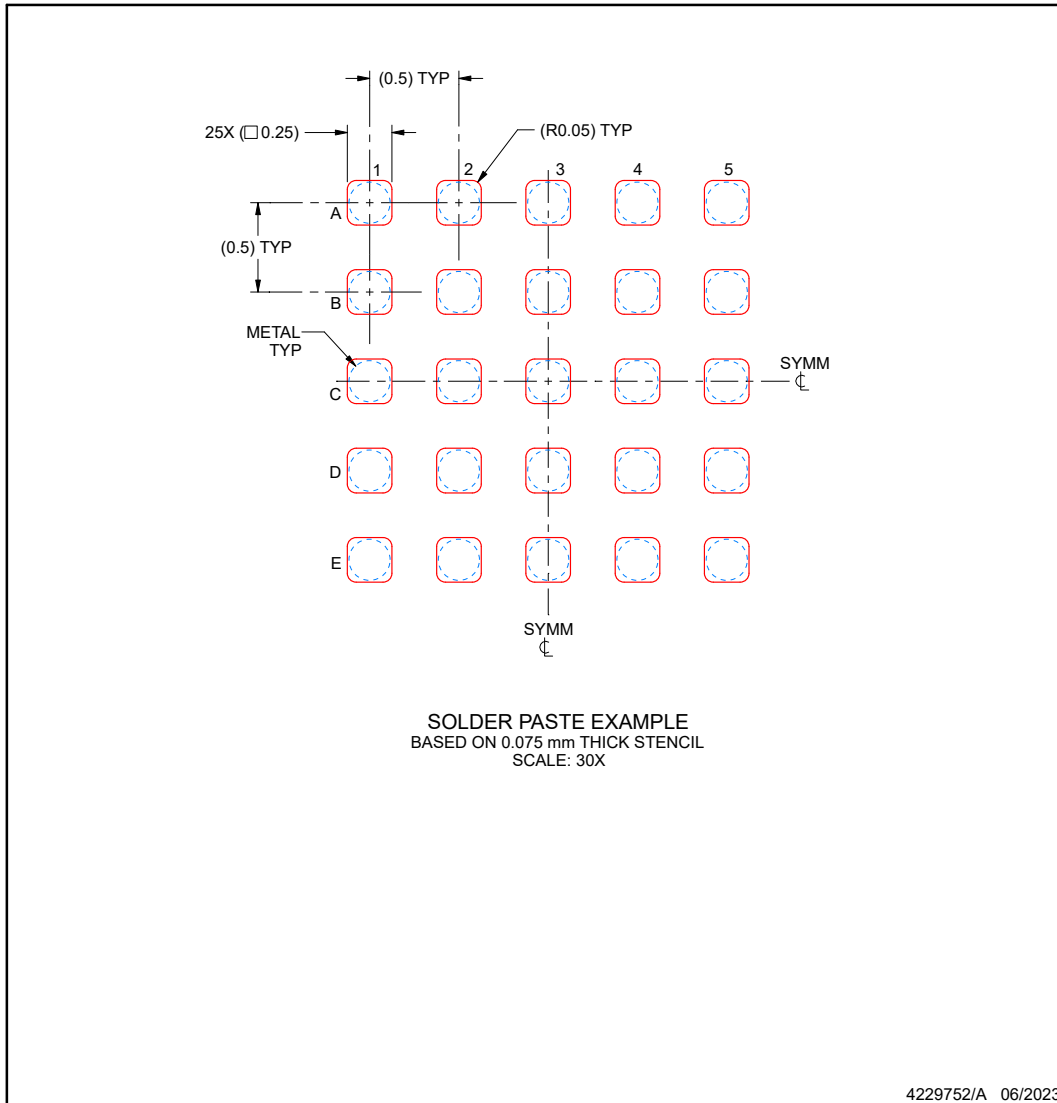 (0.5) TYP
25X (□ 0.25)
(R0.05) TYP
1 2 3 4 5
A
(0.5) TYP
B
METAL
TYP
SYMM
℄
C
D
E
SYMM
℄
SOLDER PASTE EXAMPLE
BASED ON 0.075 mm THICK STENCIL
SCALE: 30X
4229752/A 06/2023